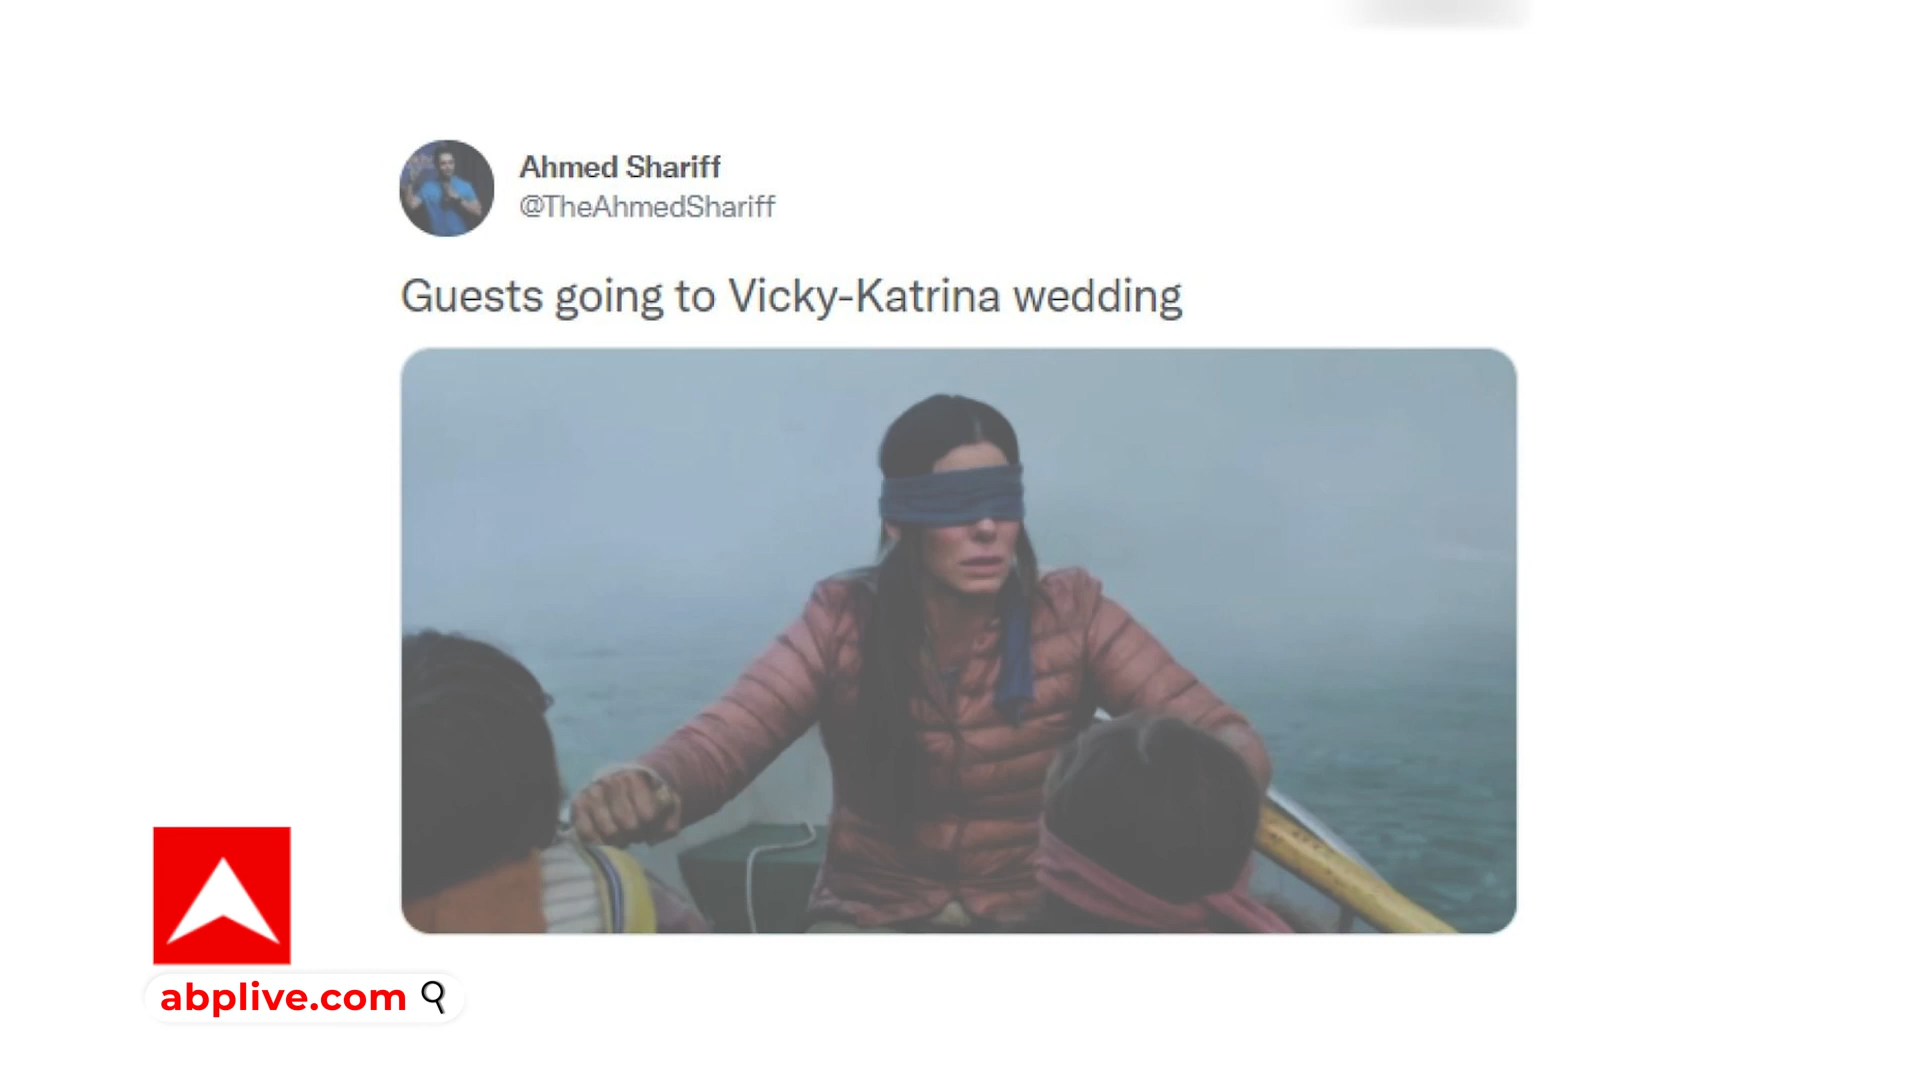 Ahmed Shariff
@TheAhmedShariff
Guests going to Vicky-Katrina wedding
abplive.com